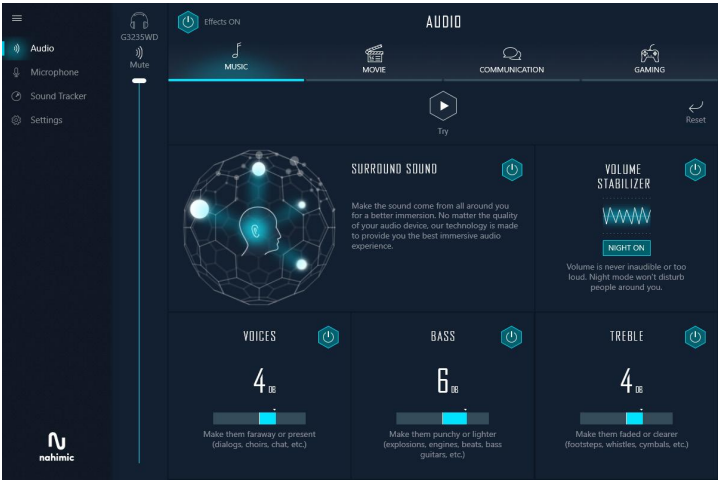 Audio
Microphone
Sound Tracker
Settings
nahimic
G3235WD
Mute
Effects ON
AUDIO
MUSIC
MOVIE
COMMUNICATION
GAMING
Try
Reset
SURROUND SOUND
Make the sound come from all around you
for a better immersion. No matter the quality
of your audio device, our technology is made
to provide you the best immersive audio
experience.
VOLUME
STABILIZER
NIGHT ON
Volume is never inaudible or too
loud. Night mode won't disturb
people around you.
VOICES
4 DB
Make them faraway or present
(dialogs, choirs, chat, etc.)
BASS
6 DB
Make them punchy or lighter
(explosions, engines, beats, bass
guitars, etc.)
TREBLE
4 DB
Make them faded or clearer
(footsteps, whistles, cymbals, etc.)